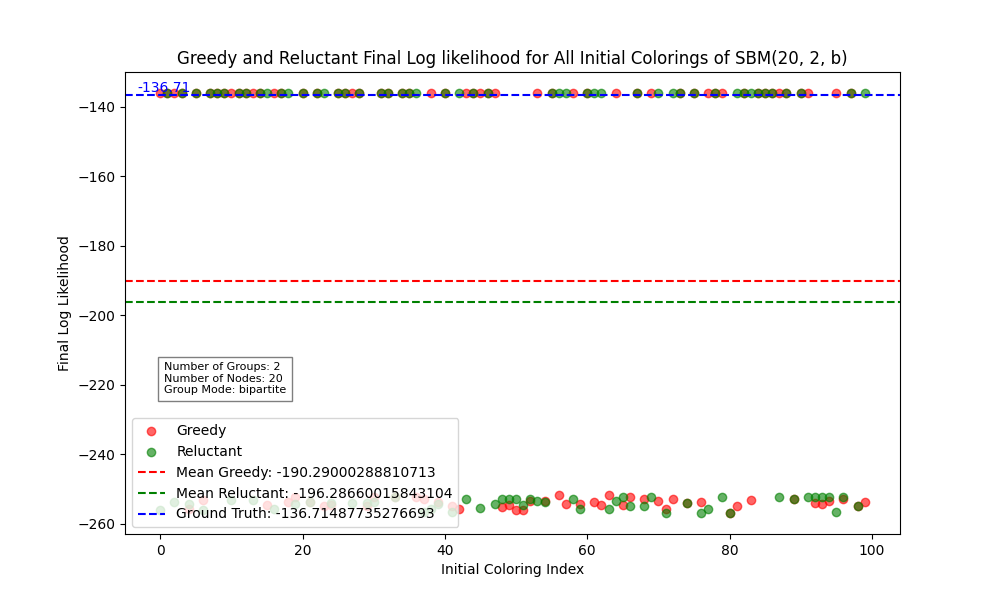 Greedy and Reluctant Final Log likelihood for All Initial Colorings of SBM(20, 2, b)
-136.71
−140
−160
−180
−200
−220
−240
−260
Final Log Likelihood
Number of Groups: 2
Number of Nodes: 20
Group Mode: bipartite
Greedy
Reluctant
Mean Greedy: -190.29000288810713
Mean Reluctant: -196.28660015843104
Ground Truth: -136.71487735276693
0 20 40 60 80 100
Initial Coloring Index